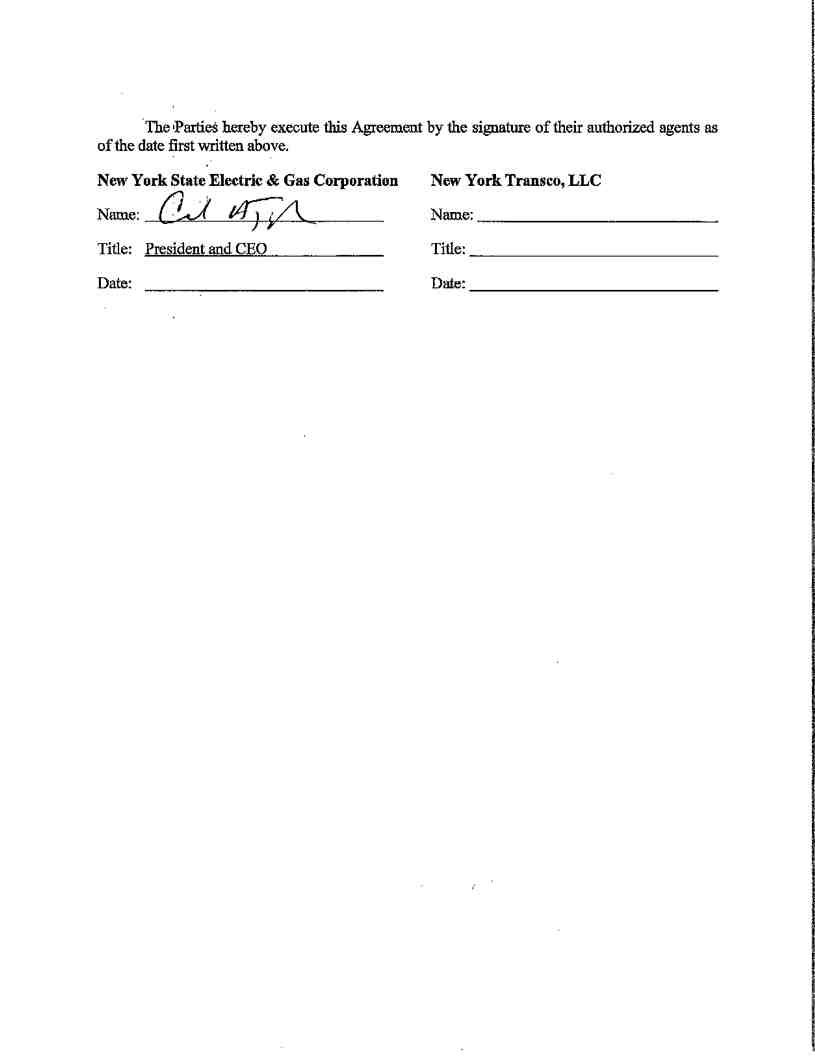 The Parties hereby execute this Agreement by the signature of their authorized agents as
of the date first written above.
New York State Electric & Gas Corporation
New York Transco, LLC
Name:
Name:
Title: President and CEO
Title:
Date:
Date: